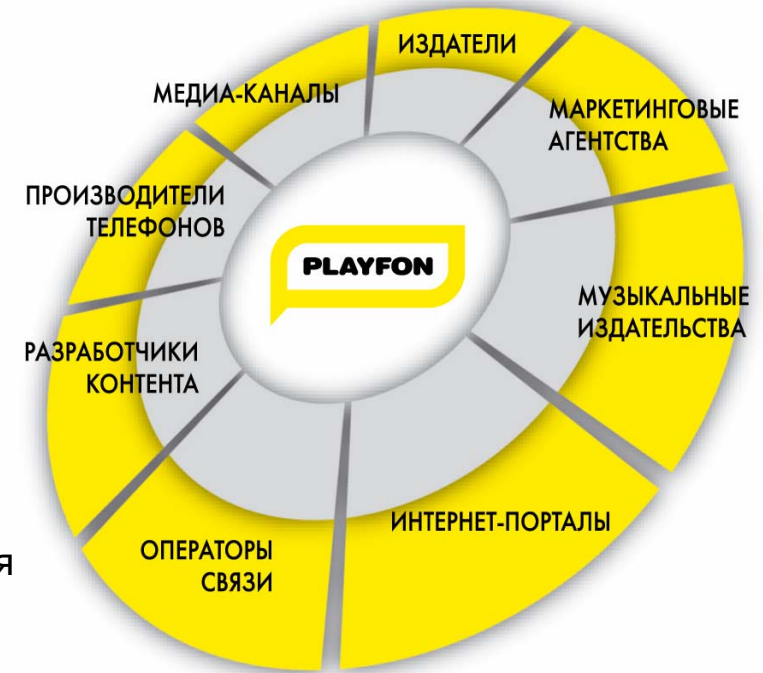 ИЗДАТЕЛИ
МЕДИА-КАНАЛЫ
МАРКЕТИНГОВЫЕ
АГЕНТСТВА
ПРОИЗВОДИТЕЛИ
ТЕЛЕФОНОВ
PLAYFON
МУЗЫКАЛЬНЫЕ
ИЗДАТЕЛЬСТВА
РАЗРАБОТЧИКИ
КОНТЕНТА
ИНТЕРНЕТ-ПОРТАЛЫ
ОПЕРАТОРЫ
СВЯЗИ
я